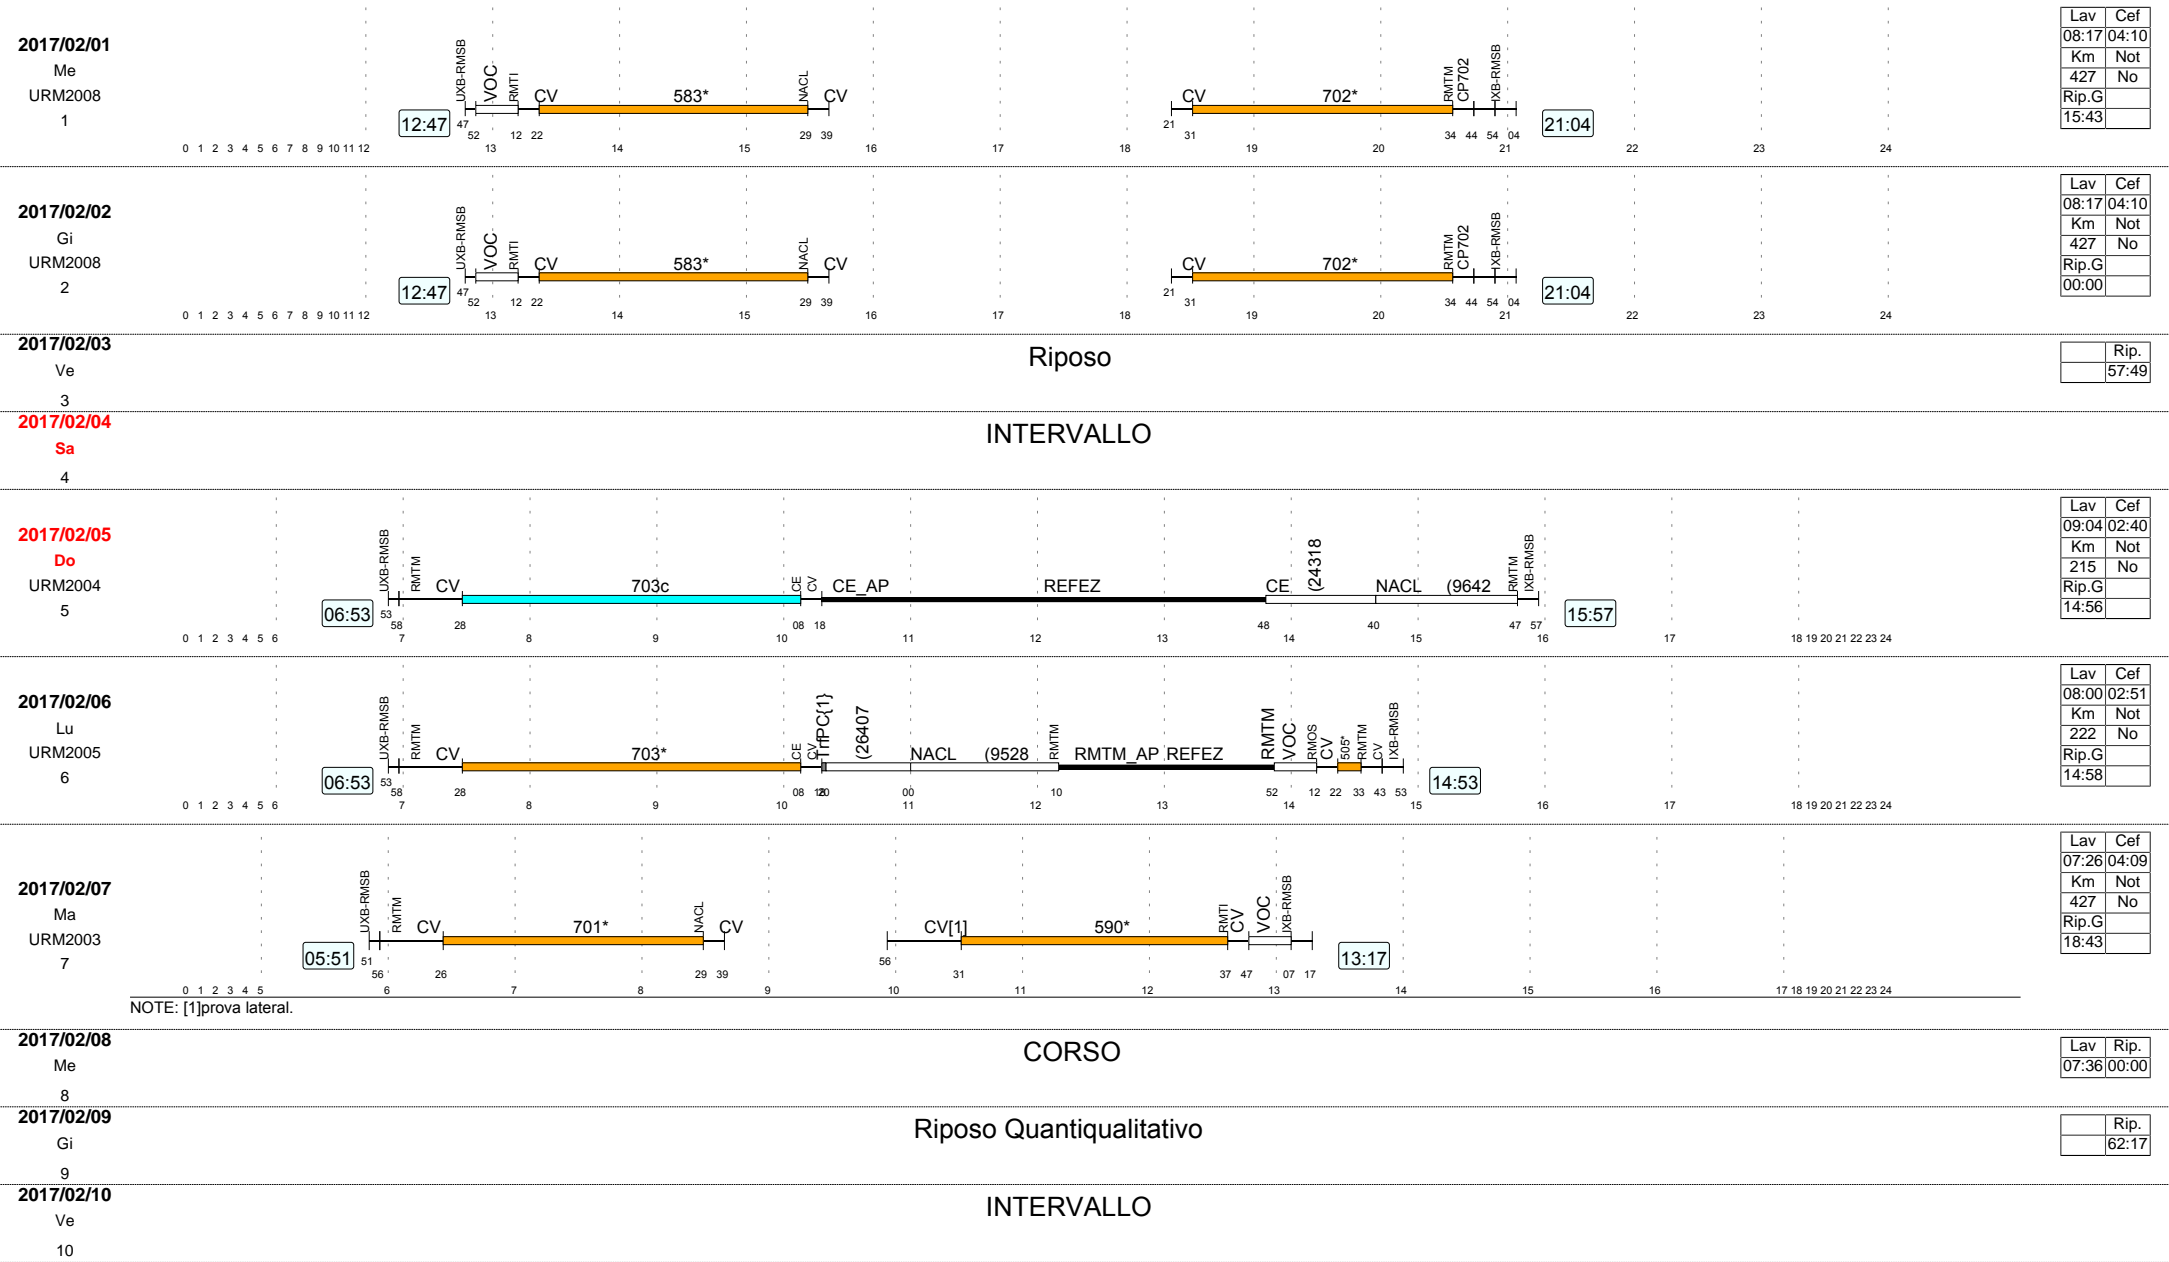 2017/02/01
Me
URM2008
1
12:47
UXB-RMSB VOC RMTI CV 583* NACL CV CV 702* RMTM CP702 IXB-RMSB
47 52 12 22 29 39 21 31 34 44 54 04
21:04
0 1 2 3 4 5 6 7 8 9 10 11 12 13 14 15 16 17 18 19 20 21 22 23 24
Lav Cef
08:17 04:10
Km Not
427 No
Rip.G
15:43
2017/02/02
Gi
URM2008
2
12:47
UXB-RMSB VOC RMTI CV 583* NACL CV CV 702* RMTM CP702 IXB-RMSB
47 52 12 22 29 39 21 31 34 44 54 04
21:04
0 1 2 3 4 5 6 7 8 9 10 11 12 13 14 15 16 17 18 19 20 21 22 23 24
Lav Cef
08:17 04:10
Km Not
427 No
Rip.G
00:00
2017/02/03
Ve
3
Riposo
Rip.
57:49
2017/02/04
Sa
4
INTERVALLO
2017/02/05
Do
URM2004
5
06:53
UXB-RMSB RMTM CV 703c CE CV CE_AP REFEZ CE (24318 NACL (9642 RMTM IXB-RMSB
53 58 28 08 18 48 40 47 57
15:57
0 1 2 3 4 5 6 7 8 9 10 11 12 13 14 15 16 17 18 19 20 21 22 23 24
Lav Cef
09:04 02:40
Km Not
215 No
Rip.G
14:56
2017/02/06
Lu
URM2005
6
06:53
UXB-RMSB RMTM CV 703* CE CV TrfPC{1} (26407 NACL (9528 RMTM RMTM_AP REFEZ RMTM VOC RMOS CV 505* RMTM CV IXB-RMSB
53 58 28 08 18 20 00 10 52 12 22 33 43 53
14:53
0 1 2 3 4 5 6 7 8 9 10 11 12 13 14 15 16 17 18 19 20 21 22 23 24
Lav Cef
08:00 02:51
Km Not
222 No
Rip.G
14:58
2017/02/07
Ma
URM2003
7
05:51
UXB-RMSB RMTM CV 701* NACL CV CV[1] 590* RMTI CV VOC IXB-RMSB
51 56 26 29 39 56 31 37 47 07 17
13:17
0 1 2 3 4 5 6 7 8 9 10 11 12 13 14 15 16 17 18 19 20 21 22 23 24
NOTE: [1]prova lateral.
Lav Cef
07:26 04:09
Km Not
427 No
Rip.G
18:43
2017/02/08
Me
8
CORSO
Lav Rip.
07:36 00:00
2017/02/09
Gi
9
Riposo Quantiqualitativo
Rip.
62:17
2017/02/10
Ve
10
INTERVALLO